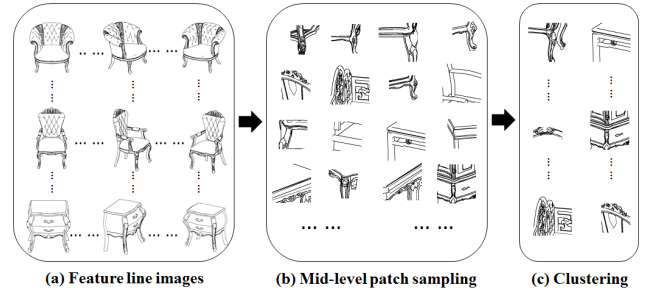 (a) Feature line images
(b) Mid-level patch sampling
(c) Clustering